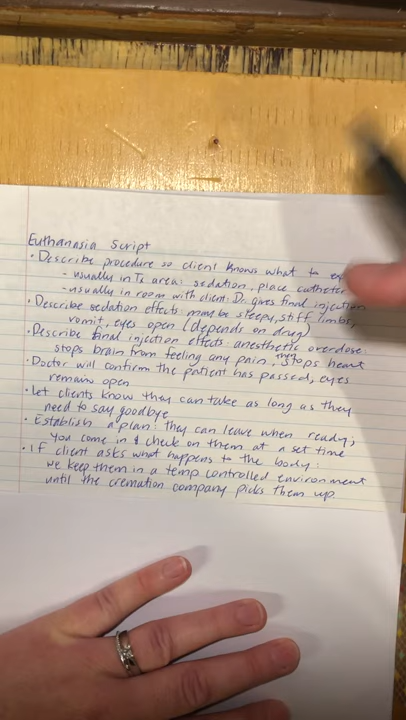 Euthanasia Script
• Describe procedure so client knows what to
- usually in Tx area: sedation, place catheter
- usually in room with client: Dr. gives final injection
• Describe sedation effects: may be sleepy, stiff limbs,
vomit, eyes open (depends on drug)
• Describe final injection effects: anesthetic overdose:
stops brain from feeling any pain, then stops heart
• Doctor will confirm the patient has passed, eyes
remain open
• Let clients know they can take as long as they
need to say goodbye
• Establish a plan: they can leave when ready,
you come in & check on them at a set time
• If client asks what happens to the body:
we keep them in a temp controlled environment
until the cremation company picks them up